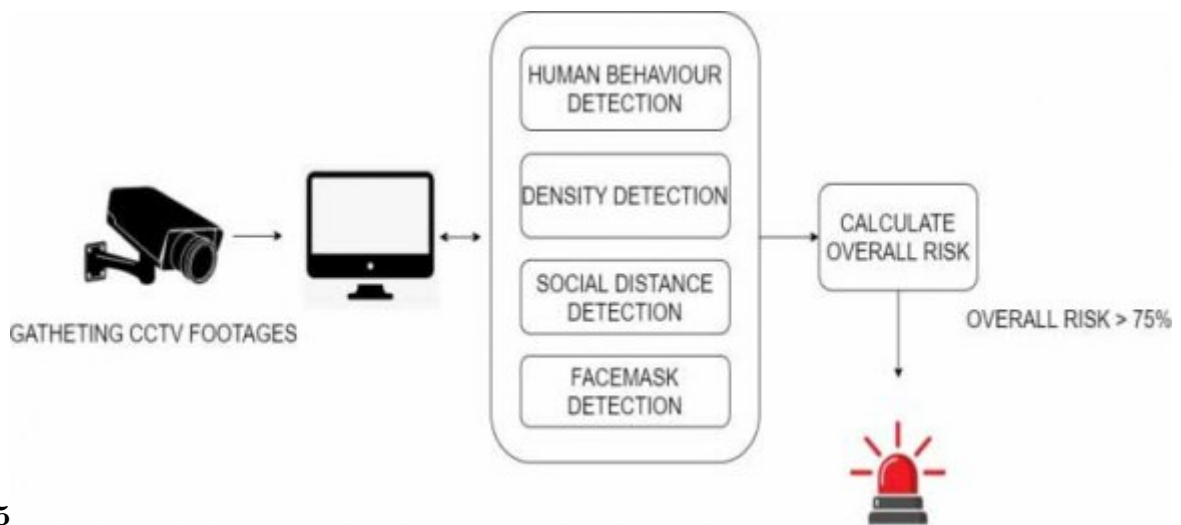 HUMAN BEHAVIOUR
DETECTION
DENSITY DETECTION
SOCIAL DISTANCE
DETECTION
FACEMASK
DETECTION
CALCULATE
OVERALL RISK
GATHETING CCTV FOOTAGES
OVERALL RISK > 75%